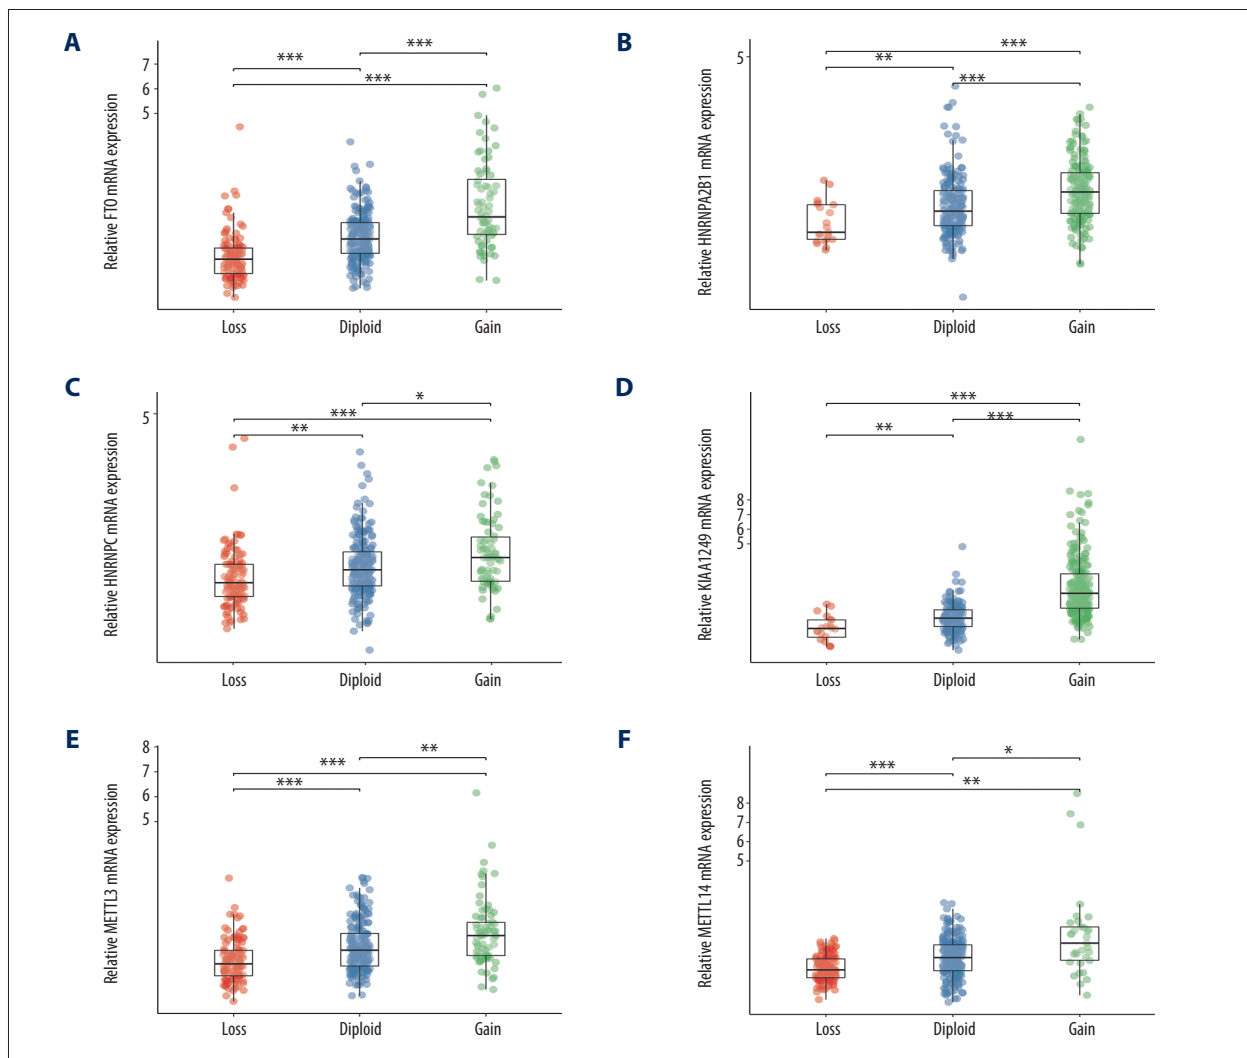 A
Relative FTO mRNA expression
7
6
5
***
***
***
Loss Diploid Gain
B
Relative HNRNPA2B1 mRNA expression
5
***
**
***
Loss Diploid Gain
C
Relative HNRNPC mRNA expression
5
*
***
**
Loss Diploid Gain
D
Relative KIAA1249 mRNA expression
8
7
6
5
***
***
**
Loss Diploid Gain
E
Relative METTL3 mRNA expression
8
7
6
5
**
***
***
Loss Diploid Gain
F
Relative METTL14 mRNA expression
8
7
6
5
*
***
**
Loss Diploid Gain